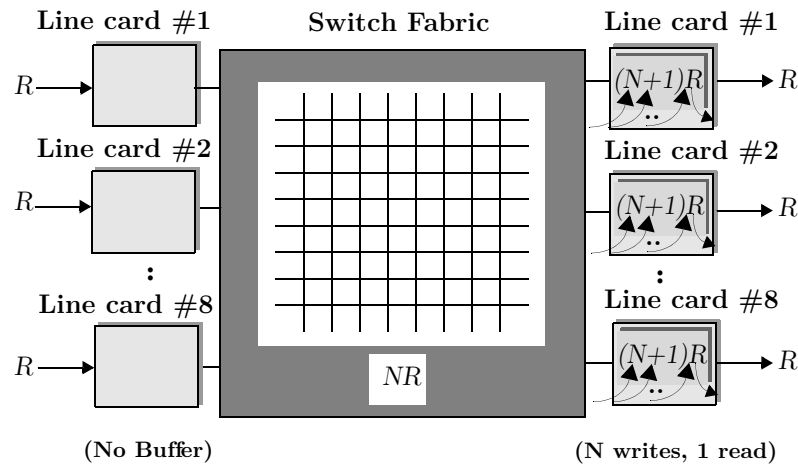 Line card #1
Switch Fabric
Line card #1
R
(N+1)R
R
Line card #2
Line card #2
R
(N+1)R
R
:
:
Line card #8
Line card #8
R
(N+1)R
R
NR
(No Buffer)
(N writes, 1 read)